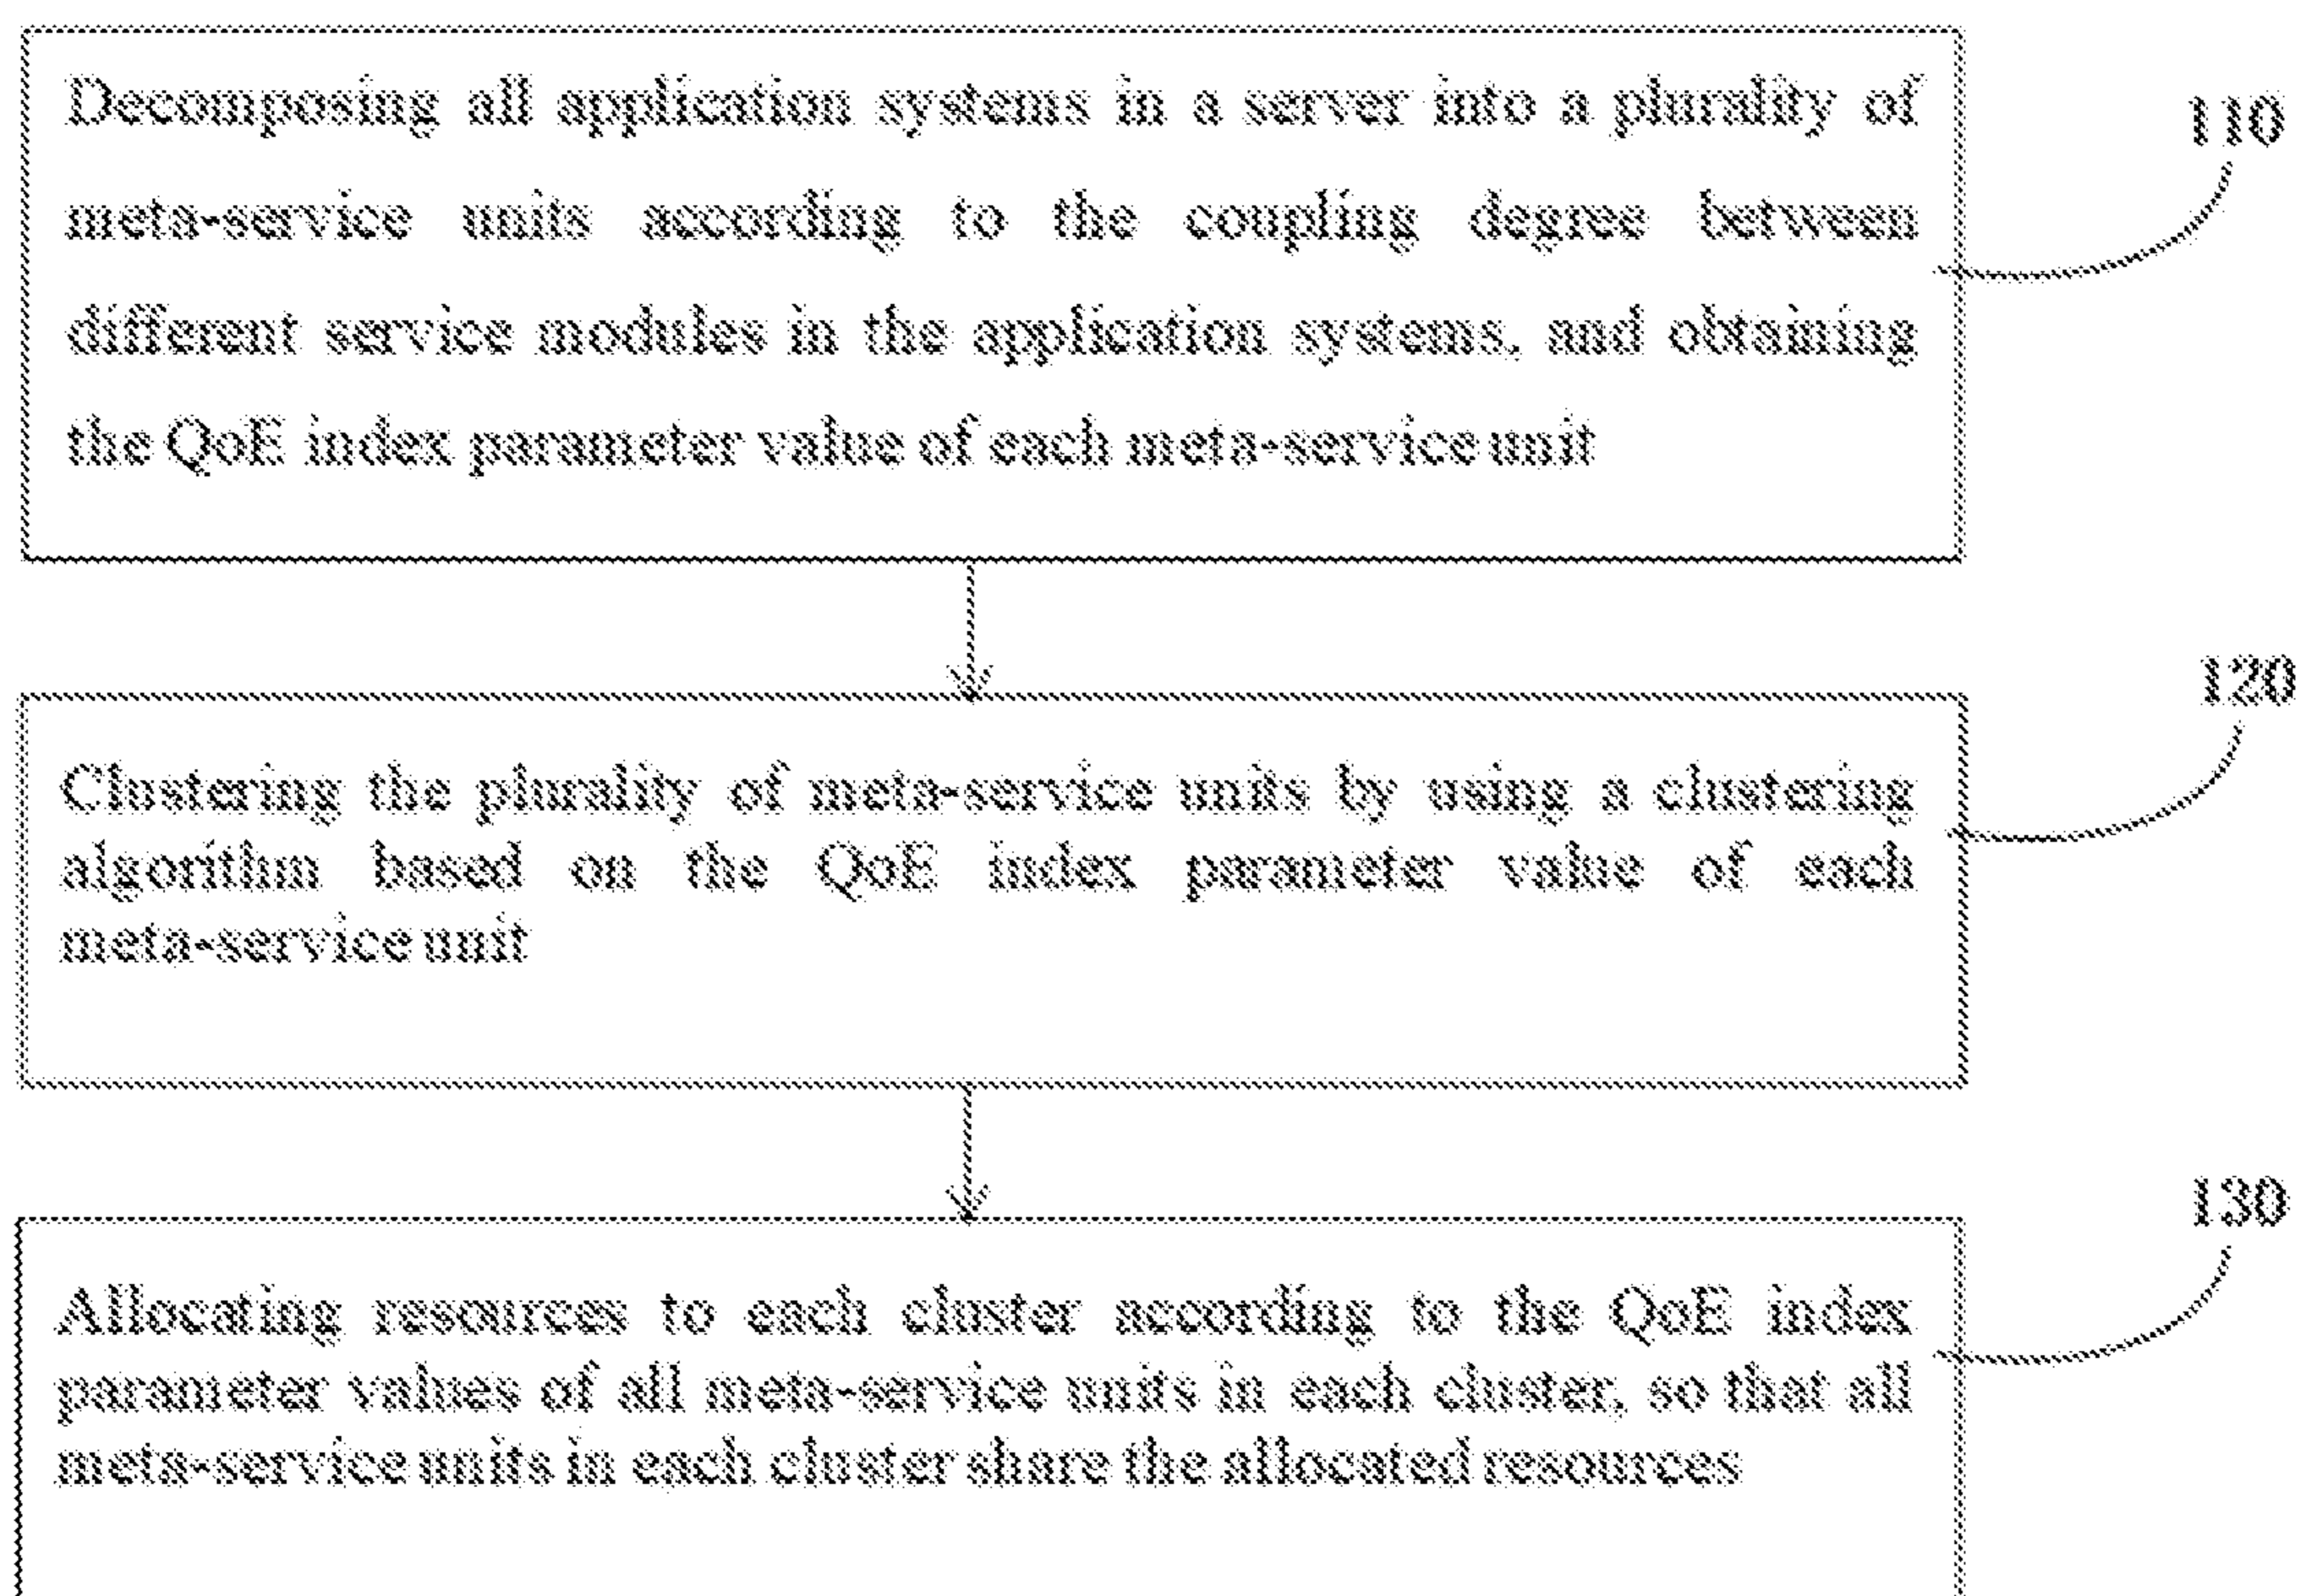 Decomposing all application systems in a server into a plurality of
meta-service units according to the coupling degree between
different service modules in the application systems, and obtaining
the QoE index parameter value of each meta-service unit
110
Clustering the plurality of meta-service units by using a clustering
algorithm based on the QoE index parameter value of each
meta-service unit
120
Allocating resources to each cluster according to the QoE index
parameter values of all meta-service units in each cluster, so that all
meta-service units in each cluster share the allocated resources
130